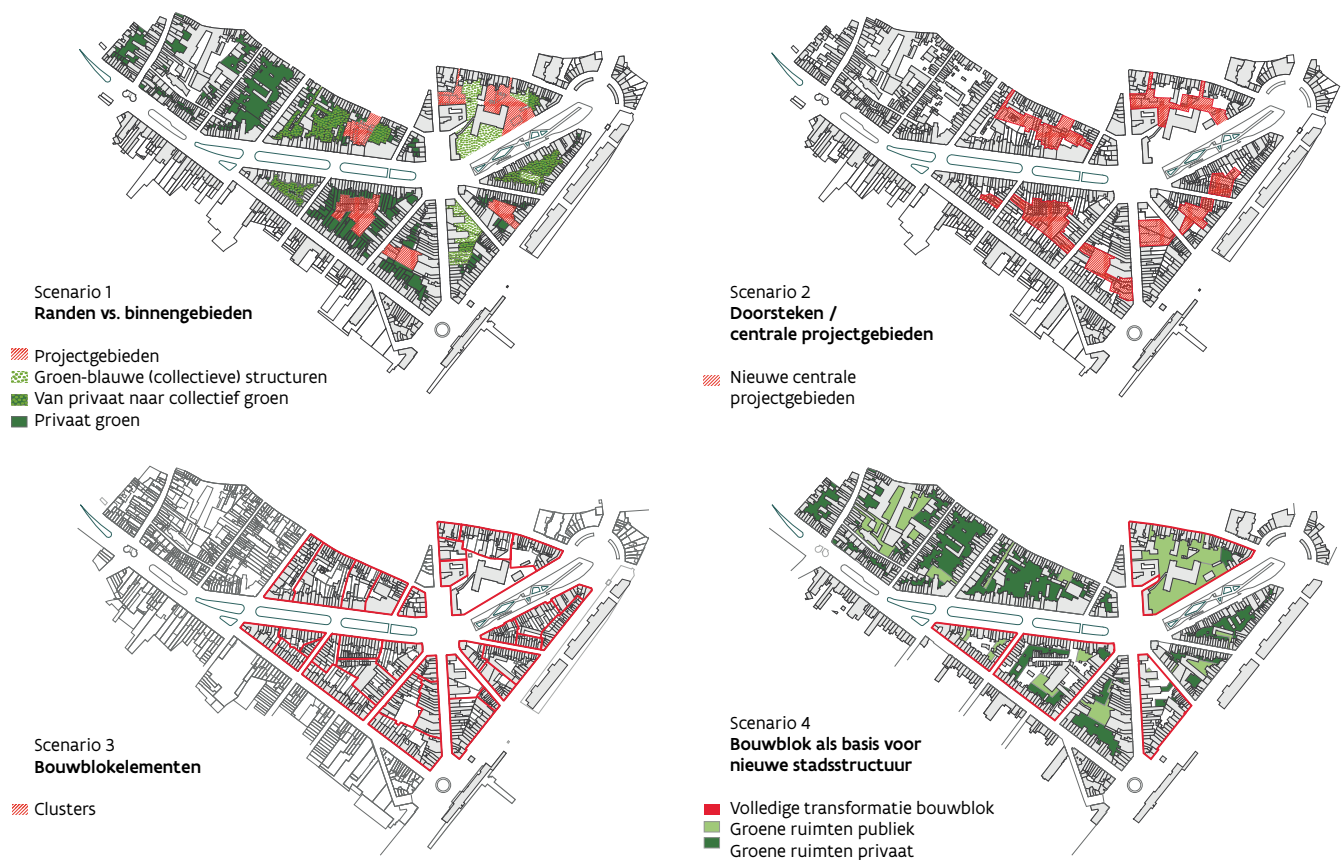 Scenario 1
Randen vs. binnengebieden
Projectgebieden
Groen-blauwe (collectieve) structuren
Van privaat naar collectief groen
Privaat groen
Scenario 2
Doorsteken /
centrale projectgebieden
Nieuwe centrale
projectgebieden
Scenario 3
Bouwblokelementen
Clusters
Scenario 4
Bouwblok als basis voor
nieuwe stadsstructuur
Volledige transformatie bouwblok
Groene ruimten publiek
Groene ruimten privaat